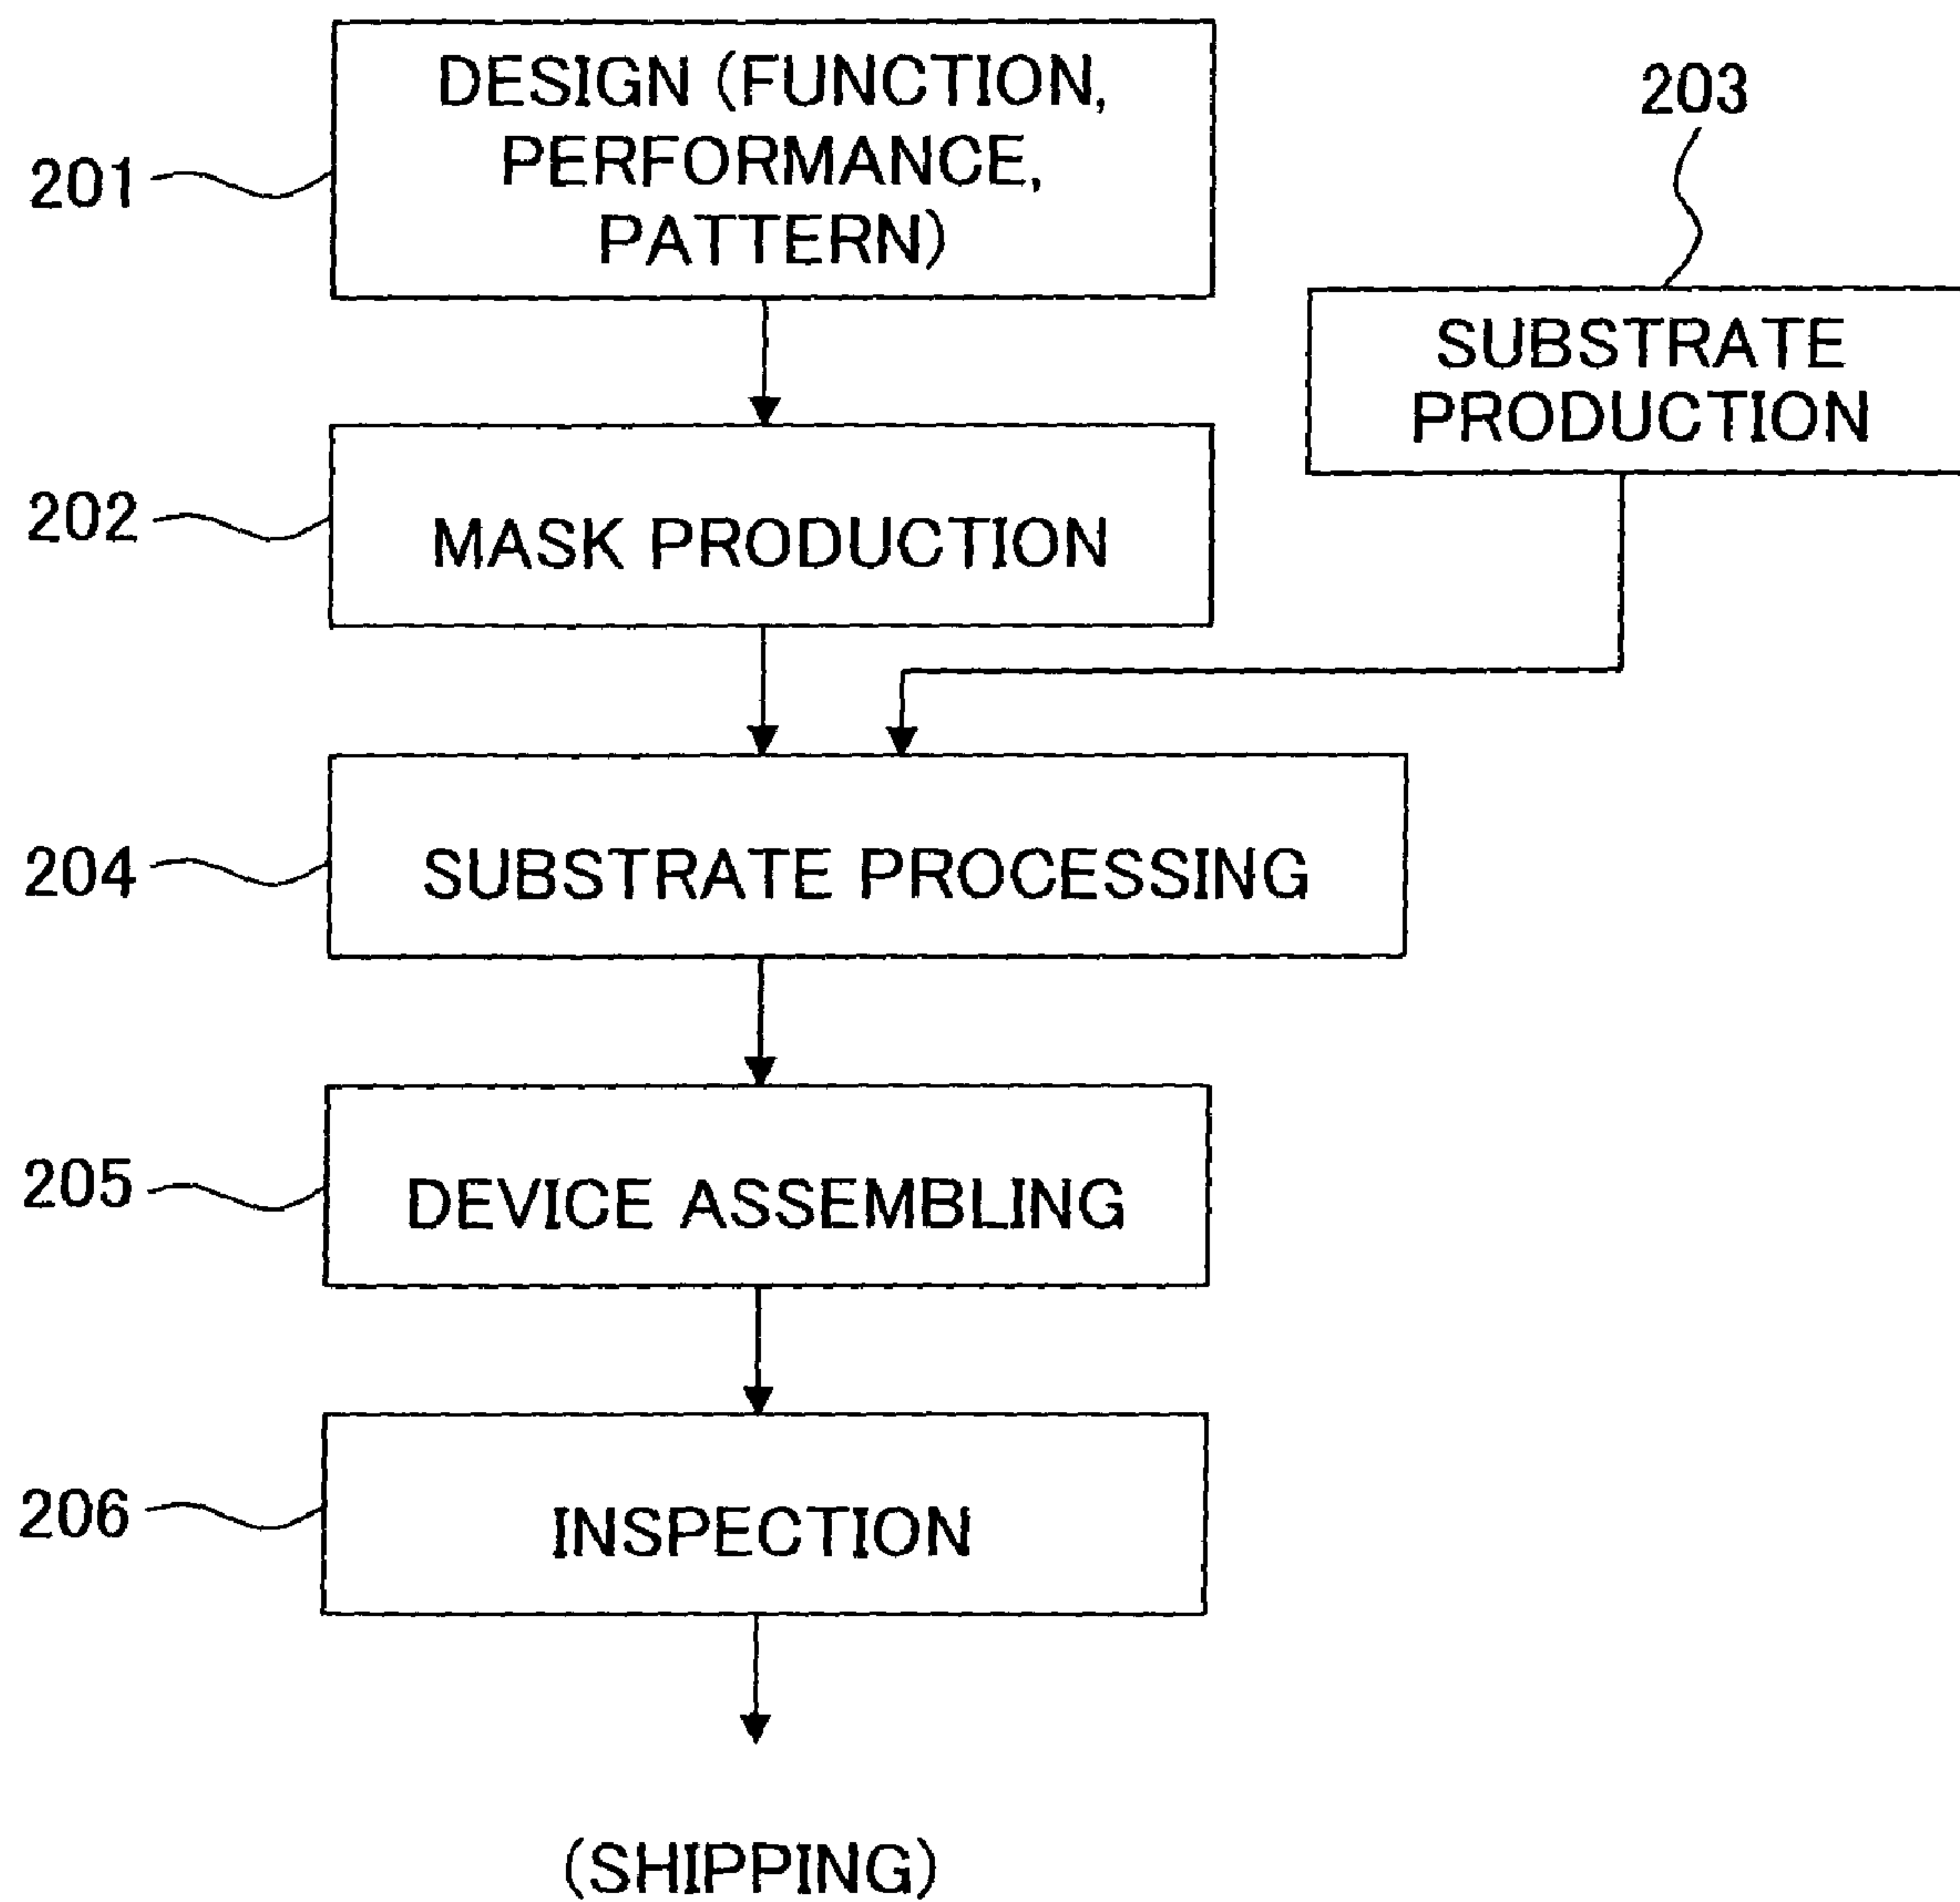 DESIGN (FUNCTION,
PERFORMANCE,
PATTERN)
201
203
SUBSTRATE
PRODUCTION
202
MASK PRODUCTION
204
SUBSTRATE PROCESSING
205
DEVICE ASSEMBLING
206
INSPECTION
(SHIPPING)